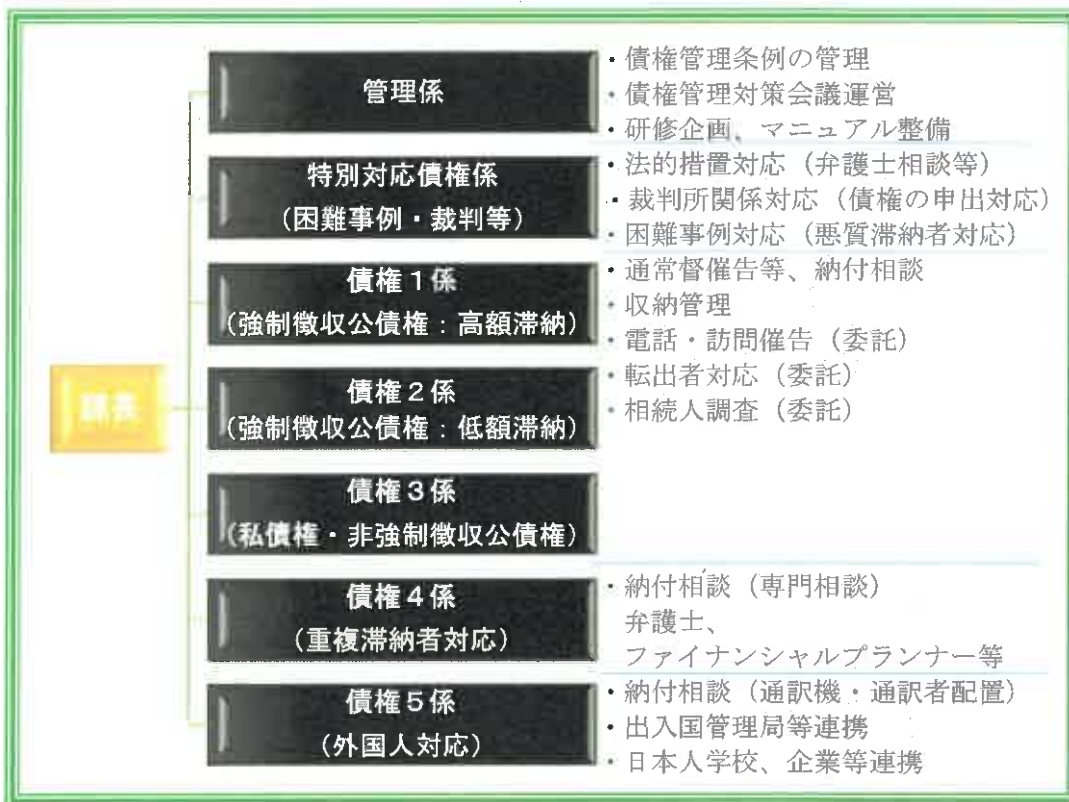 管理係
・債権管理条例の管理
・債権管理対策会議運営
・研修企画、マニュアル整備
特別対応債権係
(困難事例・裁判等)
・法的措置対応（弁護士相談等）
・裁判所関係対応（債権の申出対応）
・困難事例対応（悪質滞納者対応）
債権１係
(強制徴収公債権：高額滞納)
・通常督催告等、納付相談
・収納管理
・電話・訪問催告（委託）
・転出者対応（委託）
・相続人調査（委託）
課長
債権２係
(強制徴収公債権：低額滞納)
債権３係
(私債権・非強制徴収公債権)
債権４係
(重複滞納者対応)
・納付相談（専門相談）
弁護士、
ファイナンシャルプランナー等
債権５係
(外国人対応)
・納付相談（通訳機・通訳者配置）
・出入国管理局等連携
・日本人学校、企業等連携